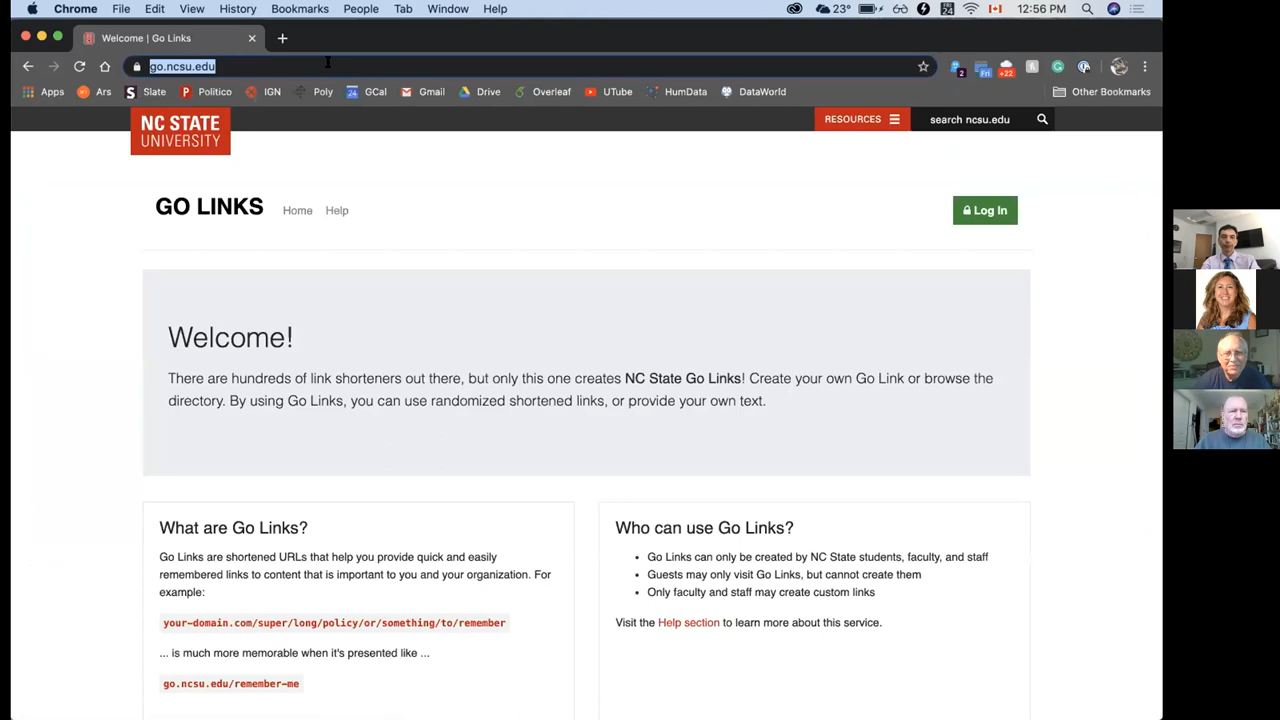 Chrome File Edit View History Bookmarks People Tab Window Help 23° 12:56 PM
Welcome | Go Links
go.ncsu.edu 2 Fri +22
Apps Ars Slate Politico IGN Poly GCal Gmail Drive Overleaf UTube HumData DataWorld Other Bookmarks
NC STATE
UNIVERSITY
RESOURCES search ncsu.edu
GO LINKS Home Help Log In
Welcome!
There are hundreds of link shorteners out there, but only this one creates NC State Go Links! Create your own Go Link or browse the
directory. By using Go Links, you can use randomized shortened links, or provide your own text.
What are Go Links?
Go Links are shortened URLs that help you provide quick and easily
remembered links to content that is important to you and your organization. For
example:
your-domain.com/super/long/policy/or/something/to/remember
... is much more memorable when it's presented like ...
go.ncsu.edu/remember-me
Who can use Go Links?
• Go Links can only be created by NC State students, faculty, and staff
• Guests may only visit Go Links, but cannot create them
• Only faculty and staff may create custom links
Visit the Help section to learn more about this service.